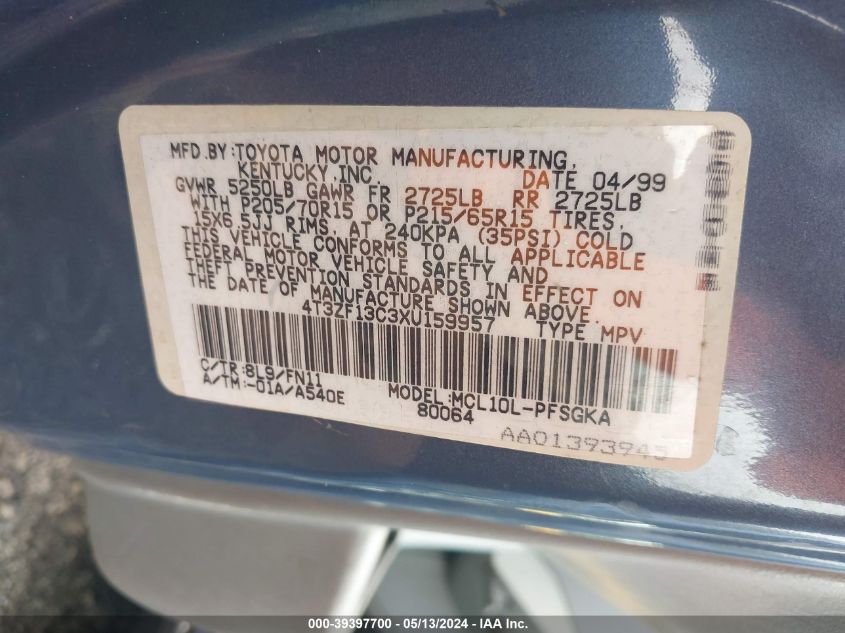 MFD.BY:TOYOTA MOTOR MANUFACTURING,
KENTUCKY,INC. DATE 04/99
GVWR 5250LB GAWR FR 2725LB RR 2725LB
WITH P205/70R15 OR P215/65R15 TIRES,
15X6.5JJ RIMS, AT 240KPA (35PSI) COLD
THIS VEHICLE CONFORMS TO ALL APPLICABLE
FEDERAL MOTOR VEHICLE SAFETY AND
THEFT PREVENTION STANDARDS IN EFFECT ON
THE DATE OF MANUFACTURE SHOWN ABOVE.
4T3ZF13C3XU159957 TYPE MPV
C/TR:8L9/FN11 MODEL:MCL10L-PFSGKA
A/TM:-01A/A540E 80064
AA01393945
000-39397700 - 05/13/2024 - IMP, LLC.